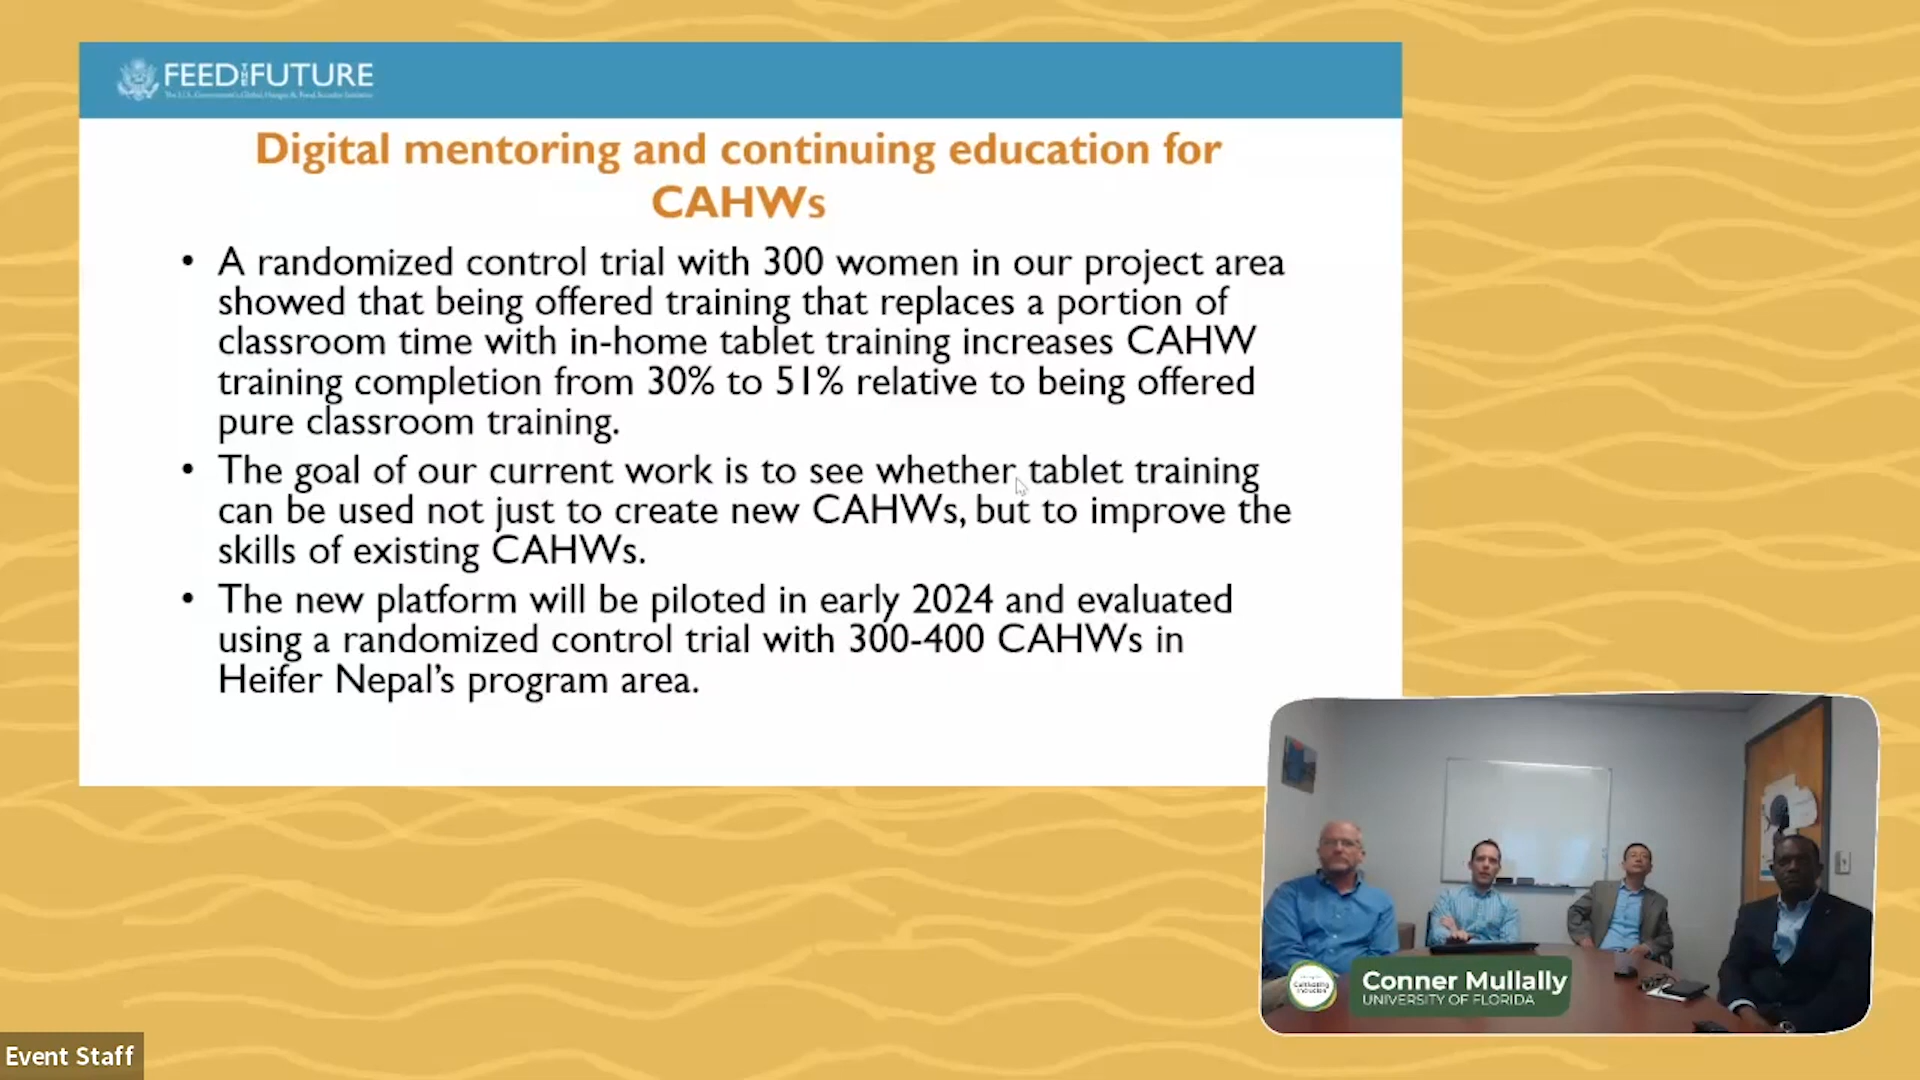 FEED THE FUTURE
The U.S. Government's Global Hunger & Food Security Initiative
Digital mentoring and continuing education for
CAHWs
• A randomized control trial with 300 women in our project area
showed that being offered training that replaces a portion of
classroom time with in-home tablet training increases CAHW
training completion from 30% to 51% relative to being offered
pure classroom training.
• The goal of our current work is to see whether tablet training
can be used not just to create new CAHWs, but to improve the
skills of existing CAHWs.
• The new platform will be piloted in early 2024 and evaluated
using a randomized control trial with 300-400 CAHWs in
Heifer Nepal's program area.
Cultivating
Conner Mullally
UNIVERSITY OF FLORIDA
Event Staff